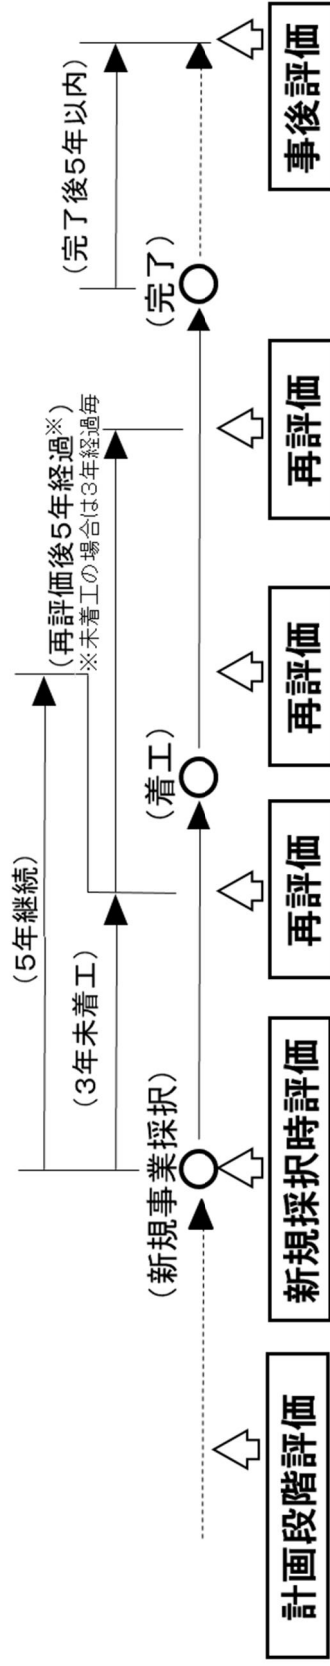 (5年継続)
(3年未着工)
(再評価後5年経過※)
※未着工の場合は3年経過毎
(完了後5年以内)
(新規事業採択)
(着工)
(完了)
計画段階評価
新規採択時評価
再評価
再評価
再評価
事後評価